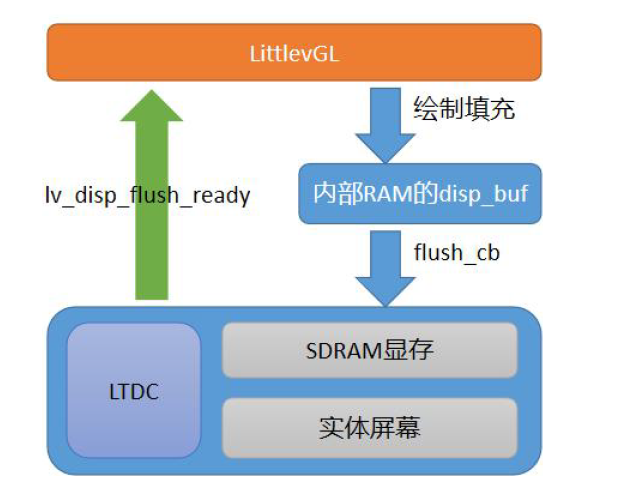 LittlevGL
绘制填充
lv_disp_flush_ready
内部RAM的disp_buf
flush_cb
LTDC
SDRAM显存
实体屏幕